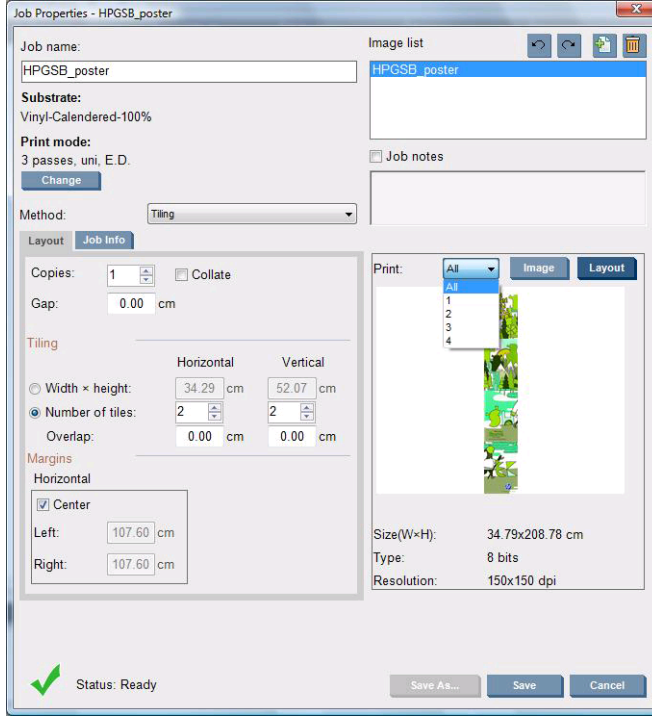 Job Properties - HPGSB_poster
Job name:
HPGSB_poster
Substrate:
Vinyl-Calendered-100%
Print mode:
3 passes, uni, E.D.
Change
Method:
Tiling
Image list
HPGSB_poster
Job notes
Layout
Job Info
Copies:
1
Collate
Gap:
0.00 cm
Tiling
Horizontal Vertical
Width × height: 34.29 cm 52.07 cm
Number of tiles: 2 2
Overlap: 0.00 cm 0.00 cm
Margins
Horizontal
Center
Left: 107.60 cm
Right: 107.60 cm
Print: All Image Layout
All
1
2
3
4
Size(W×H): 34.79x208.78 cm
Type: 8 bits
Resolution: 150x150 dpi
Status: Ready
Save As... Save Cancel